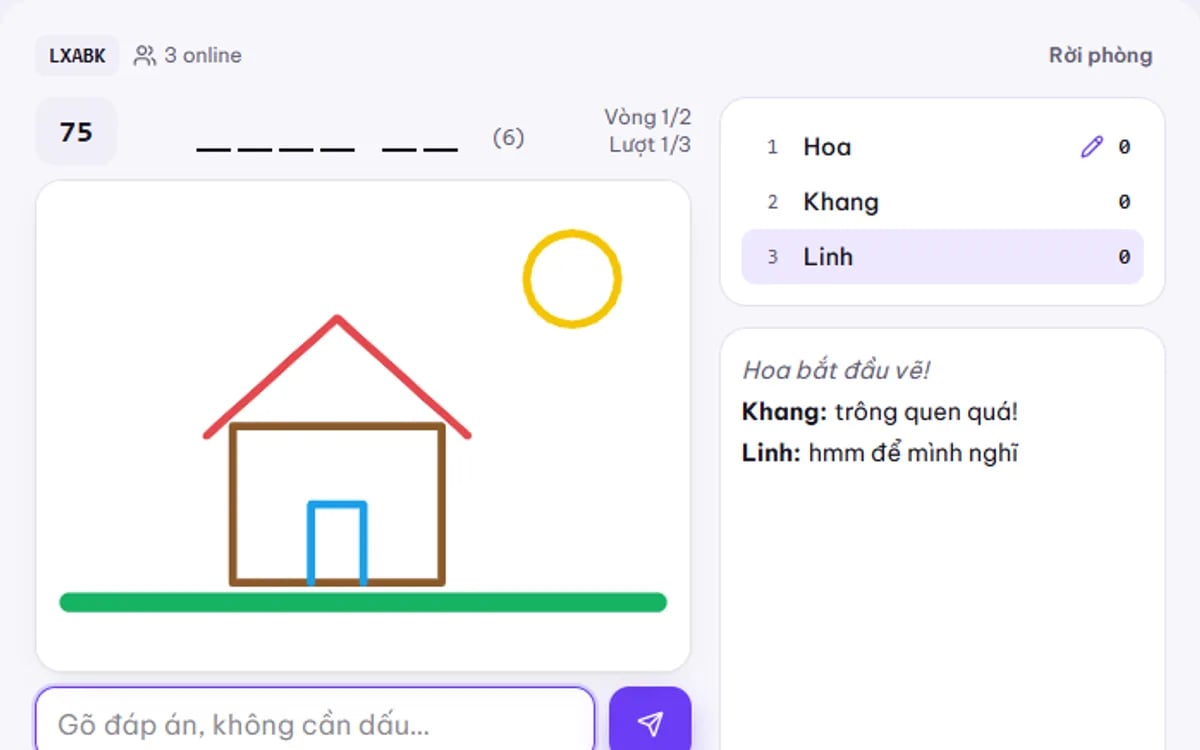 LXABK 3 online Rời phòng
75 ____ __ (6) Vòng 1/2
Lượt 1/3
1 Hoa 0
2 Khang 0
3 Linh 0
Hoa bắt đầu vẽ!
Khang: trông quen quá!
Linh: hmm để mình nghĩ
Gõ đáp án, không cần dấu...